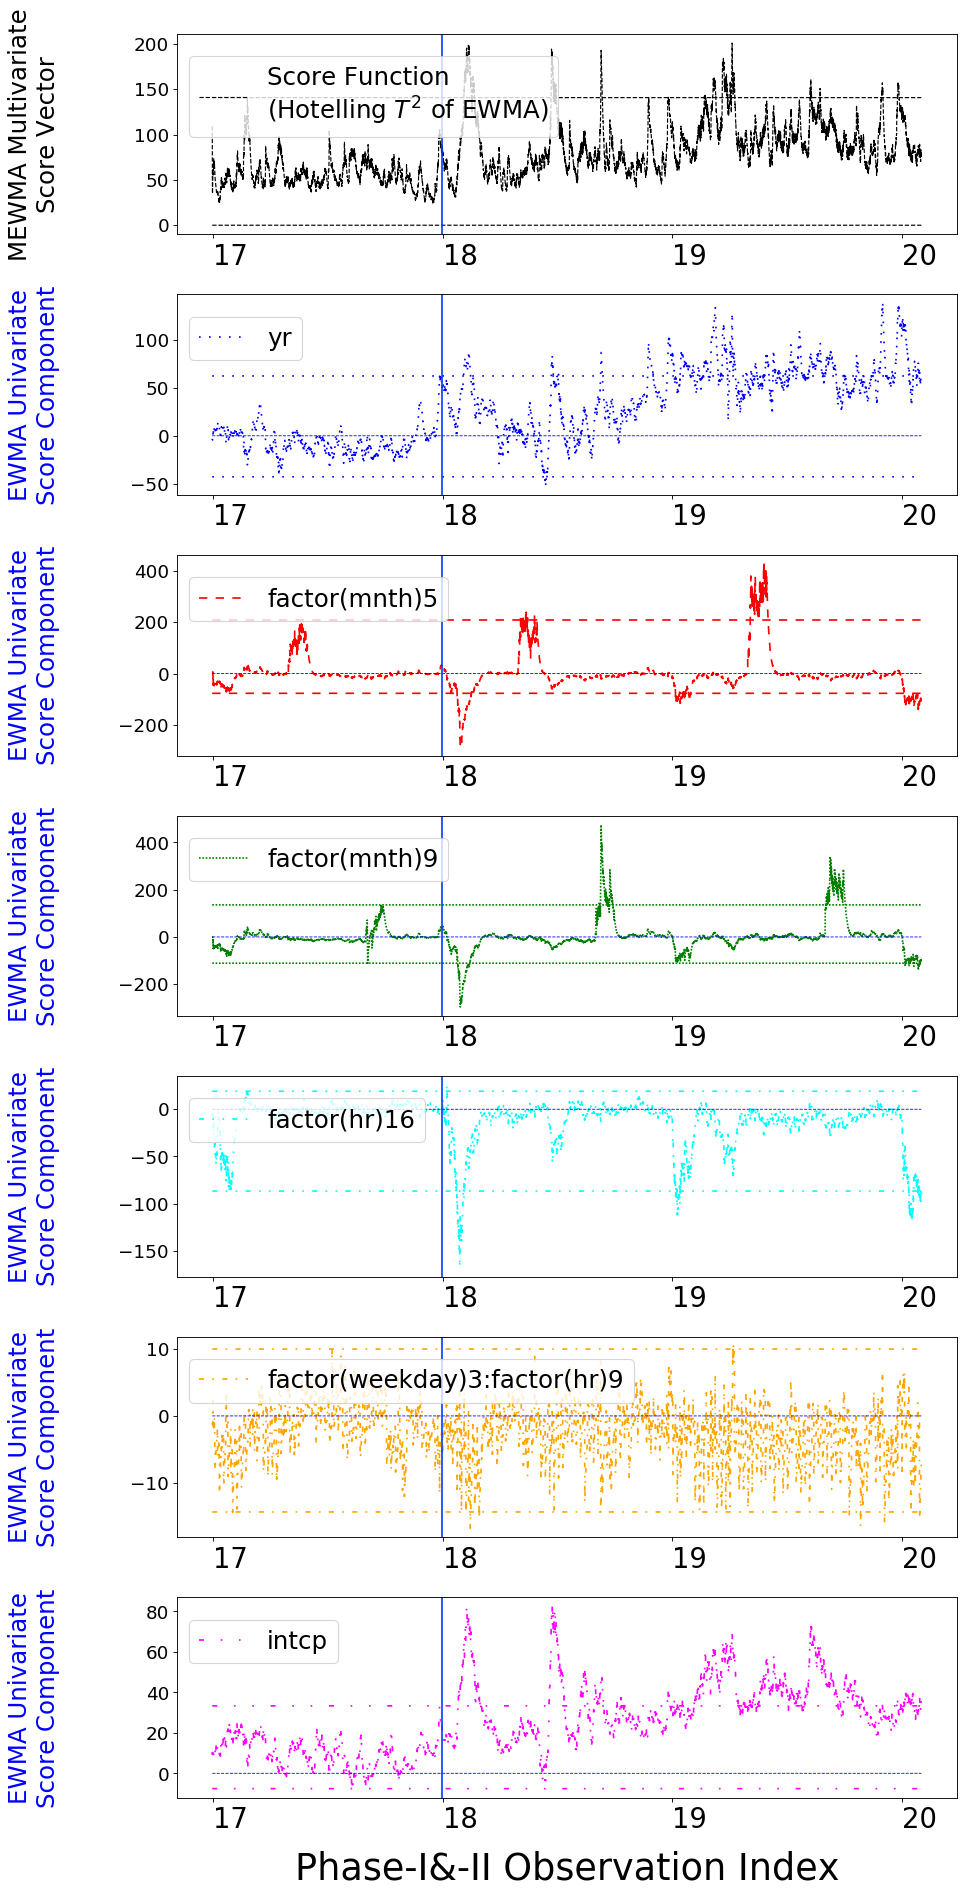 MEWMA Multivariate
Score Vector
200
150
100
50
0
Score Function
(Hotelling T² of EWMA)
17 18 19 20
EWMA Univariate
Score Component
100
50
0
−50
yr
17 18 19 20
EWMA Univariate
Score Component
400
200
0
−200
factor(mnth)5
17 18 19 20
EWMA Univariate
Score Component
400
200
0
−200
factor(mnth)9
17 18 19 20
EWMA Univariate
Score Component
0
−50
−100
−150
factor(hr)16
17 18 19 20
EWMA Univariate
Score Component
10
0
−10
factor(weekday)3:factor(hr)9
17 18 19 20
EWMA Univariate
Score Component
80
60
40
20
0
intcp
17 18 19 20
Phase-I&-II Observation Index